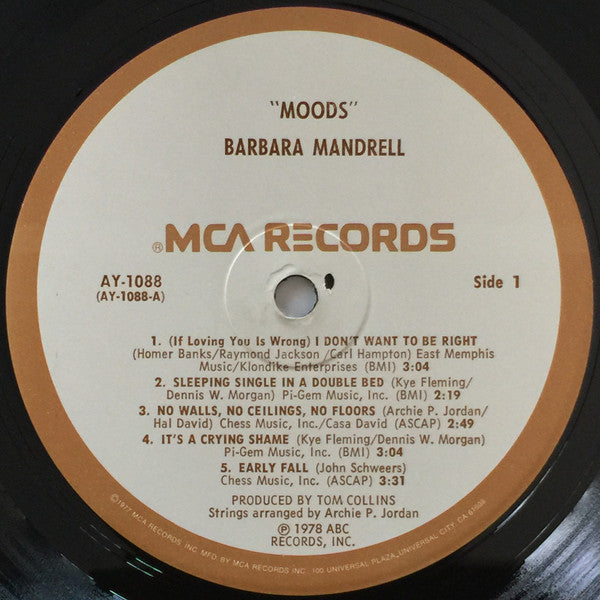 "MOODS"
BARBARA MANDRELL
®MCA RECORDS
AY-1088
(AY-1088-A)
Side 1
1. (If Loving You Is Wrong) I DON'T WANT TO BE RIGHT
(Homer Banks/Raymond Jackson /Carl Hampton) East Memphis
Music/Klondike Enterprises (BMI) 3:04
2. SLEEPING SINGLE IN A DOUBLE BED (Kye Fleming/
Dennis W. Morgan) Pi-Gem Music, Inc. (BMI) 2:19
3. NO WALLS, NO CEILINGS, NO FLOORS (Archie P. Jordan/
Hal David) Chess Music, Inc./Casa David (ASCAP) 2:49
4. IT'S A CRYING SHAME (Kye Fleming/Dennis W. Morgan)
Pi-Gem Music, Inc. (BMI) 3:04
5. EARLY FALL (John Schweers)
Chess Music, Inc. (ASCAP) 3:31
PRODUCED BY TOM COLLINS
Strings arranged by Archie P. Jordan
℗ 1978 ABC
RECORDS, INC.
©1977 MCA RECORDS, INC. MFD. BY MCA RECORDS INC. 100 UNIVERSAL PLAZA, UNIVERSAL CITY, CA